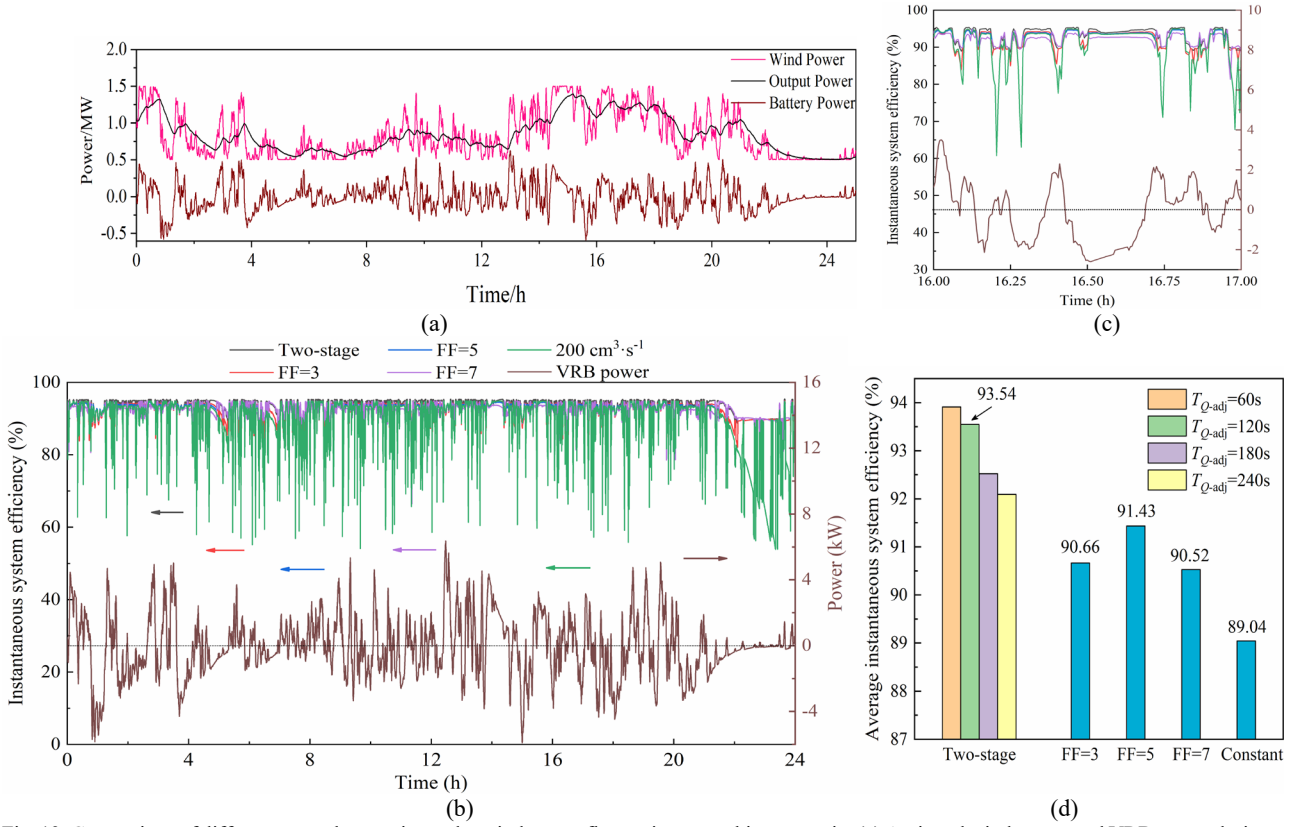 2.0
1.5
1.0
0.5
0.0
-0.5
Power/MW
Wind Power
Output Power
Battery Power
0 4 8 12 16 20 24
Time/h
(a)
100
90
80
70
60
50
40
30
Instantaneous system efficiency (%)
10
8
6
4
2
0
-2
16.00 16.25 16.50 16.75 17.00
Time (h)
(c)
Two-stage FF=5 200 cm³·s⁻¹
FF=3 FF=7 VRB power
100
80
60
40
20
0
Instantaneous system efficiency (%)
16
12
8
4
0
-4
Power (kW)
0 4 8 12 16 20 24
Time (h)
(b)
94
93
92
91
90
89
88
87
Average instantaneous system efficiency (%)
93.54
T_Q-adj=60s
T_Q-adj=120s
T_Q-adj=180s
T_Q-adj=240s
90.66
91.43
90.52
89.04
Two-stage FF=3 FF=5 FF=7 Constant
(d)